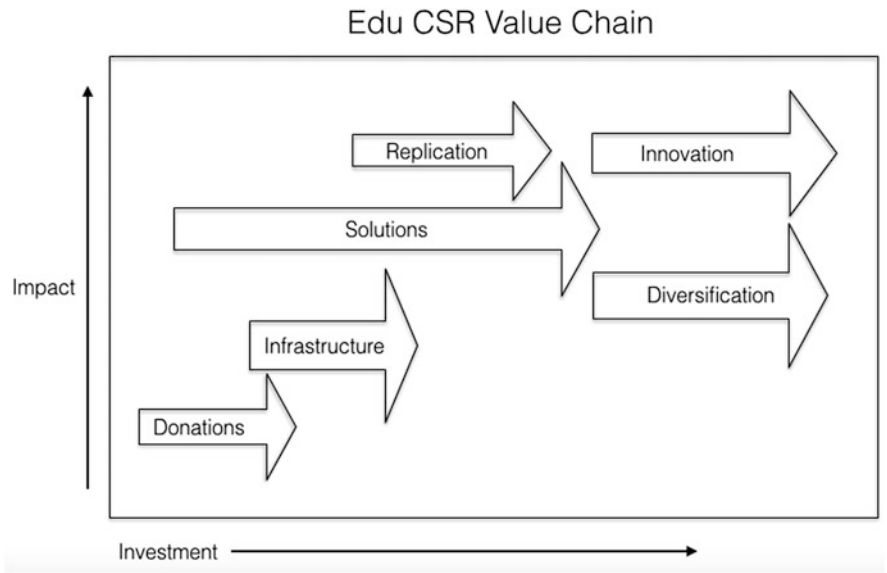 Edu CSR Value Chain
Replication
Innovation
Solutions
Impact
Diversification
Infrastructure
Donations
Investment